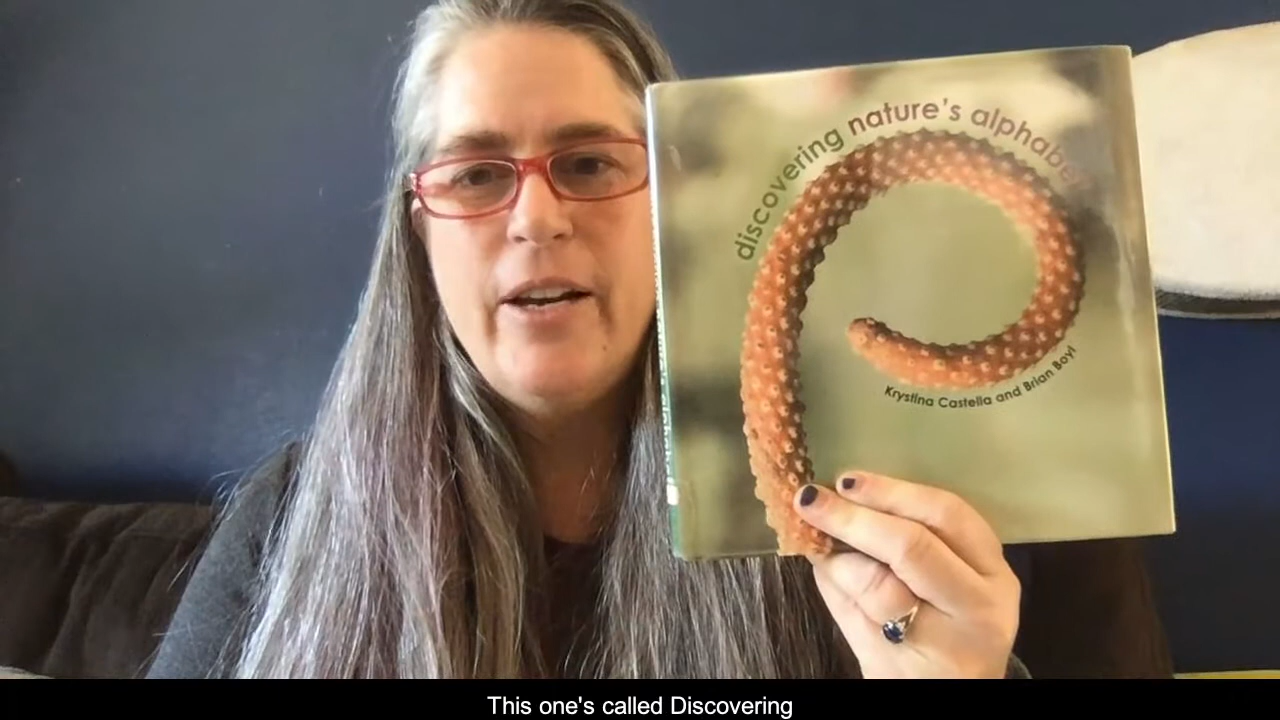 discovering nature's alphabet
Krystina Castella and Brian Boyl
This one's called Discovering